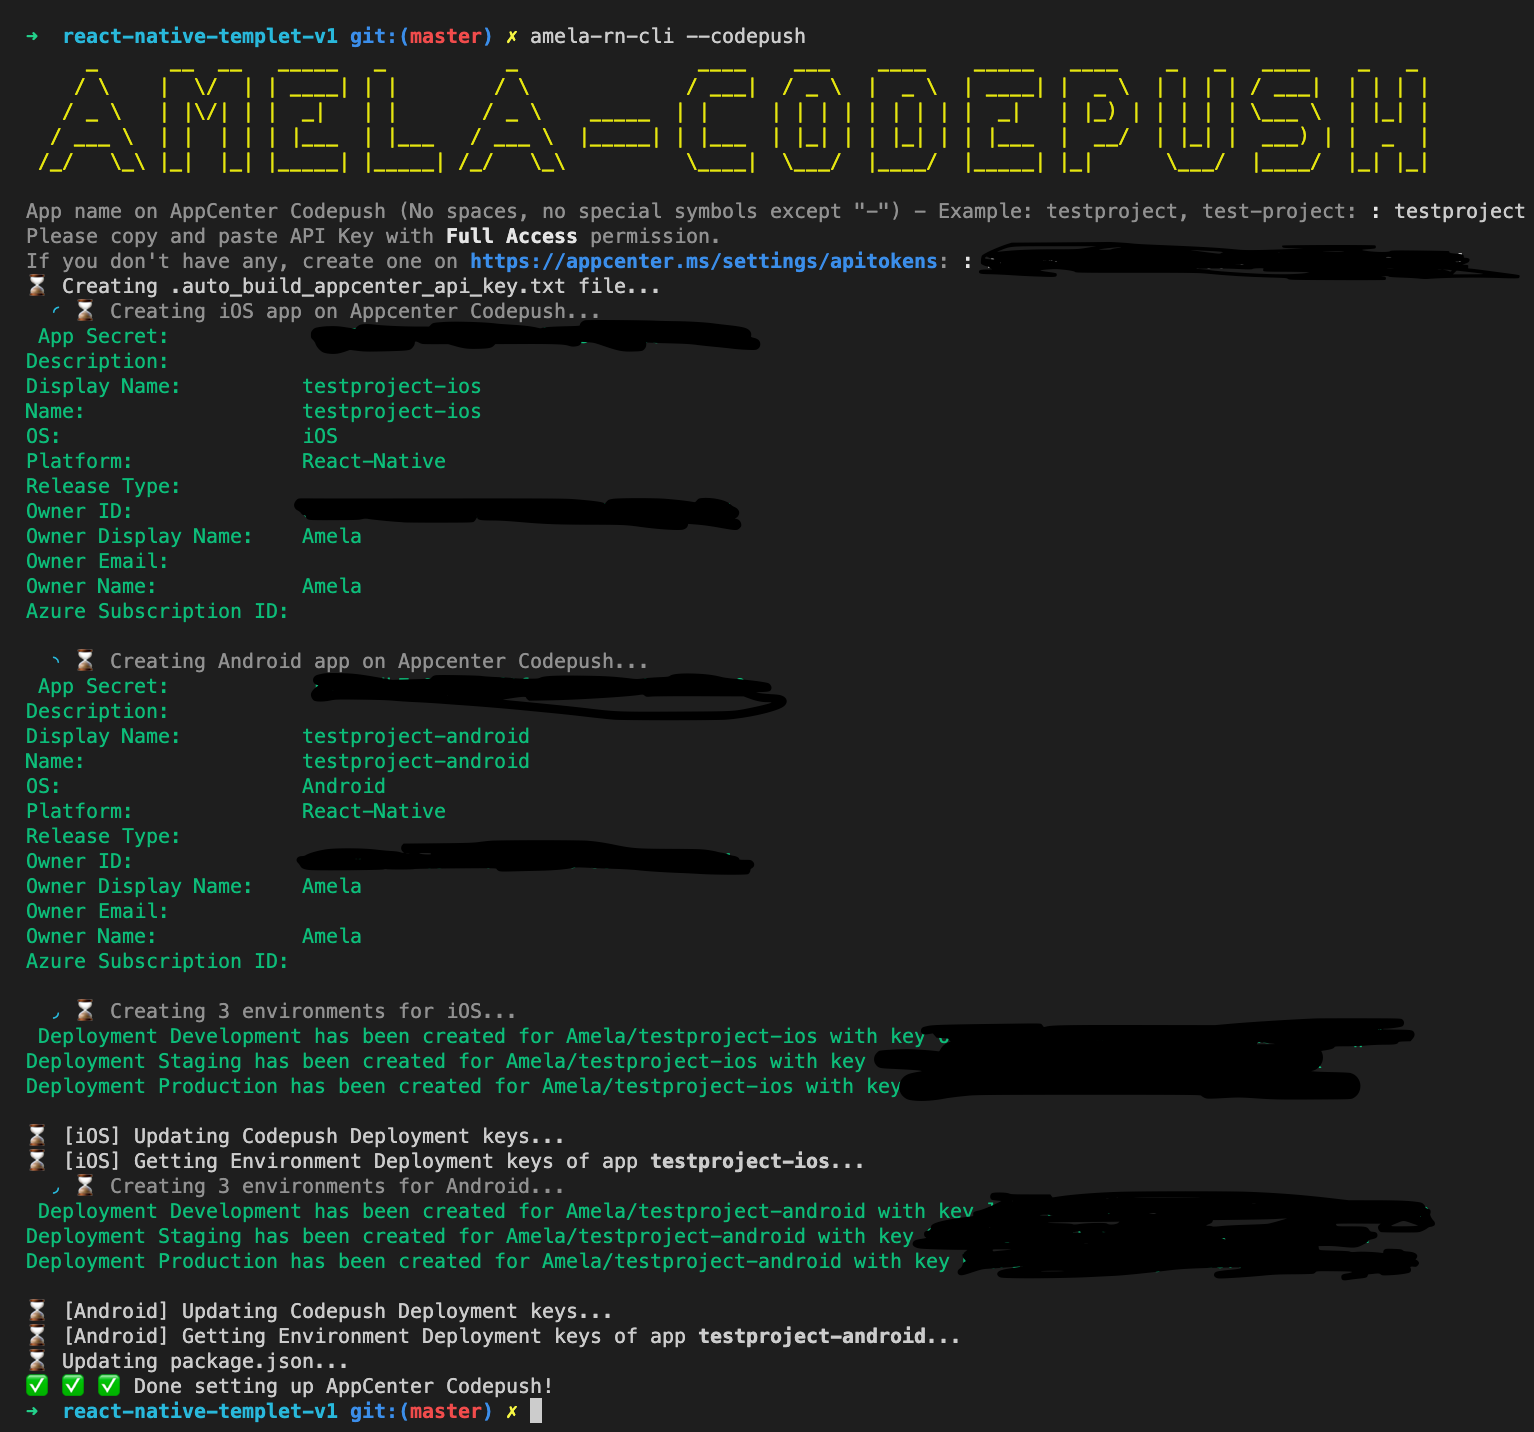 ➜  react-native-templet-v1 git:(master) ✗ amela-rn-cli --codepush
AMELA-CODEPUSH
App name on AppCenter Codepush (No spaces, no special symbols except "-") - Example: testproject, test-project: : testproject
Please copy and paste API Key with Full Access permission.
If you don't have any, create one on https://appcenter.ms/settings/apitokens: :
⌛ Creating .auto_build_appcenter_api_key.txt file...
⌛ Creating iOS app on Appcenter Codepush...
App Secret:
Description:
Display Name: testproject-ios
Name: testproject-ios
OS: iOS
Platform: React-Native
Release Type:
Owner ID:
Owner Display Name: Amela
Owner Email:
Owner Name: Amela
Azure Subscription ID:
⌛ Creating Android app on Appcenter Codepush...
App Secret:
Description:
Display Name: testproject-android
Name: testproject-android
OS: Android
Platform: React-Native
Release Type:
Owner ID:
Owner Display Name: Amela
Owner Email:
Owner Name: Amela
Azure Subscription ID:
⌛ Creating 3 environments for iOS...
Deployment Development has been created for Amela/testproject-ios with key
Deployment Staging has been created for Amela/testproject-ios with key
Deployment Production has been created for Amela/testproject-ios with key
⌛ [iOS] Updating Codepush Deployment keys...
⌛ [iOS] Getting Environment Deployment keys of app testproject-ios...
⌛ Creating 3 environments for Android...
Deployment Development has been created for Amela/testproject-android with key
Deployment Staging has been created for Amela/testproject-android with key
Deployment Production has been created for Amela/testproject-android with key
⌛ [Android] Updating Codepush Deployment keys...
⌛ [Android] Getting Environment Deployment keys of app testproject-android...
⌛ Updating package.json...
✅ ✅ ✅ Done setting up AppCenter Codepush!
➜  react-native-templet-v1 git:(master) ✗